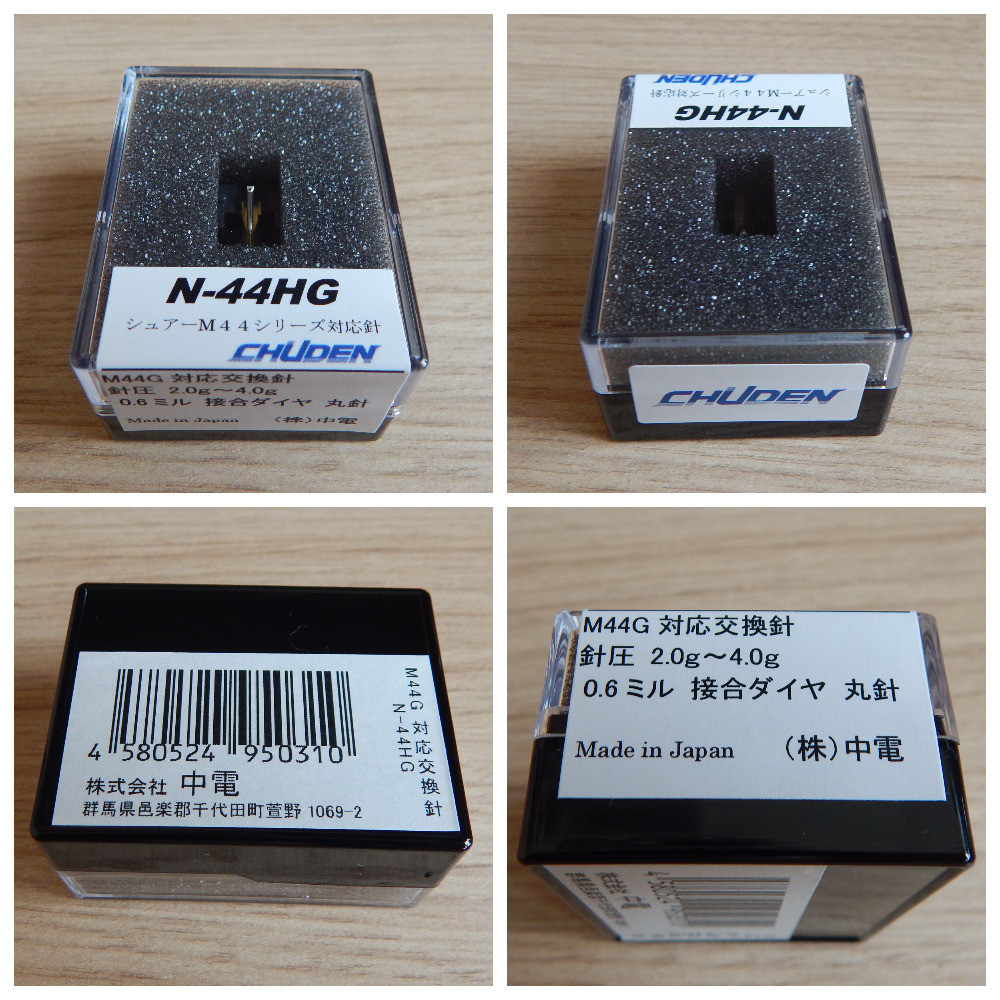 N-44HG
シュアーM44シリーズ対応針
CHUDEN
M44G 対応交換針
針圧 2.0g～4.0g
0.6ミル 接合ダイヤ 丸針
Made in Japan (株)中電
CHUDEN
シュアーM44シリーズ対応針
N-44HG
CHUDEN
4 580524 950310
株式会社 中電
群馬県邑楽郡千代田町萱野 1069-2
M44G 対応交換針
N-44HG
M44G 対応交換針
針圧 2.0g～4.0g
0.6ミル 接合ダイヤ 丸針
Made in Japan (株)中電